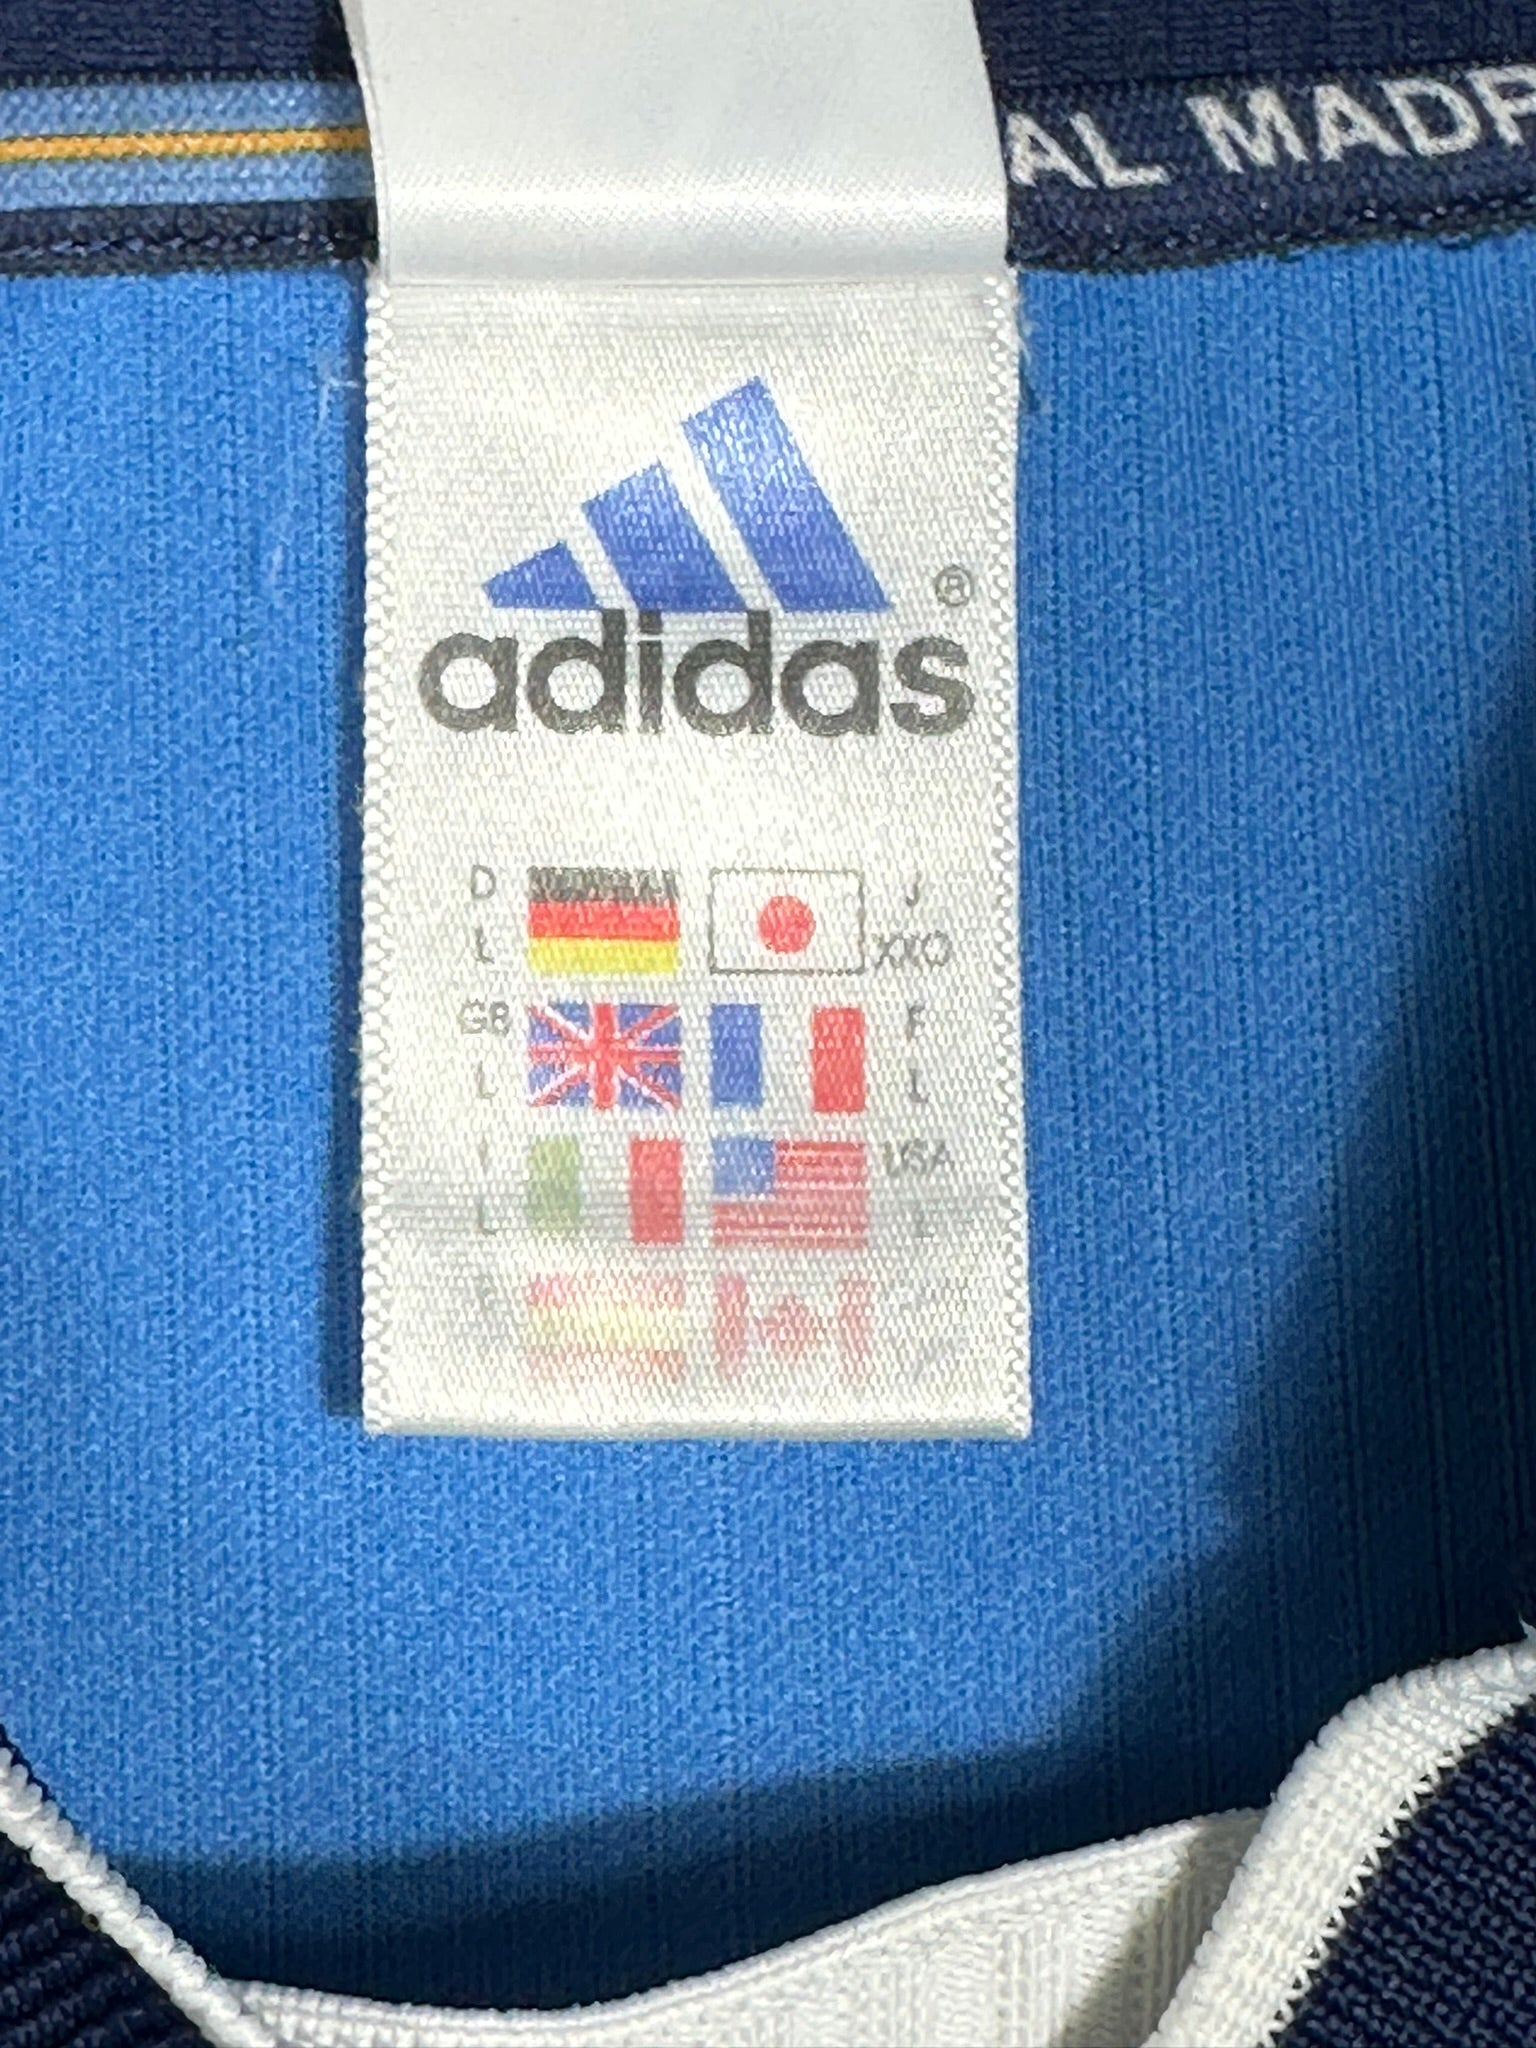 AL MADR
adidas ®
D J
L XXO
GB F
L L
I USA
L L